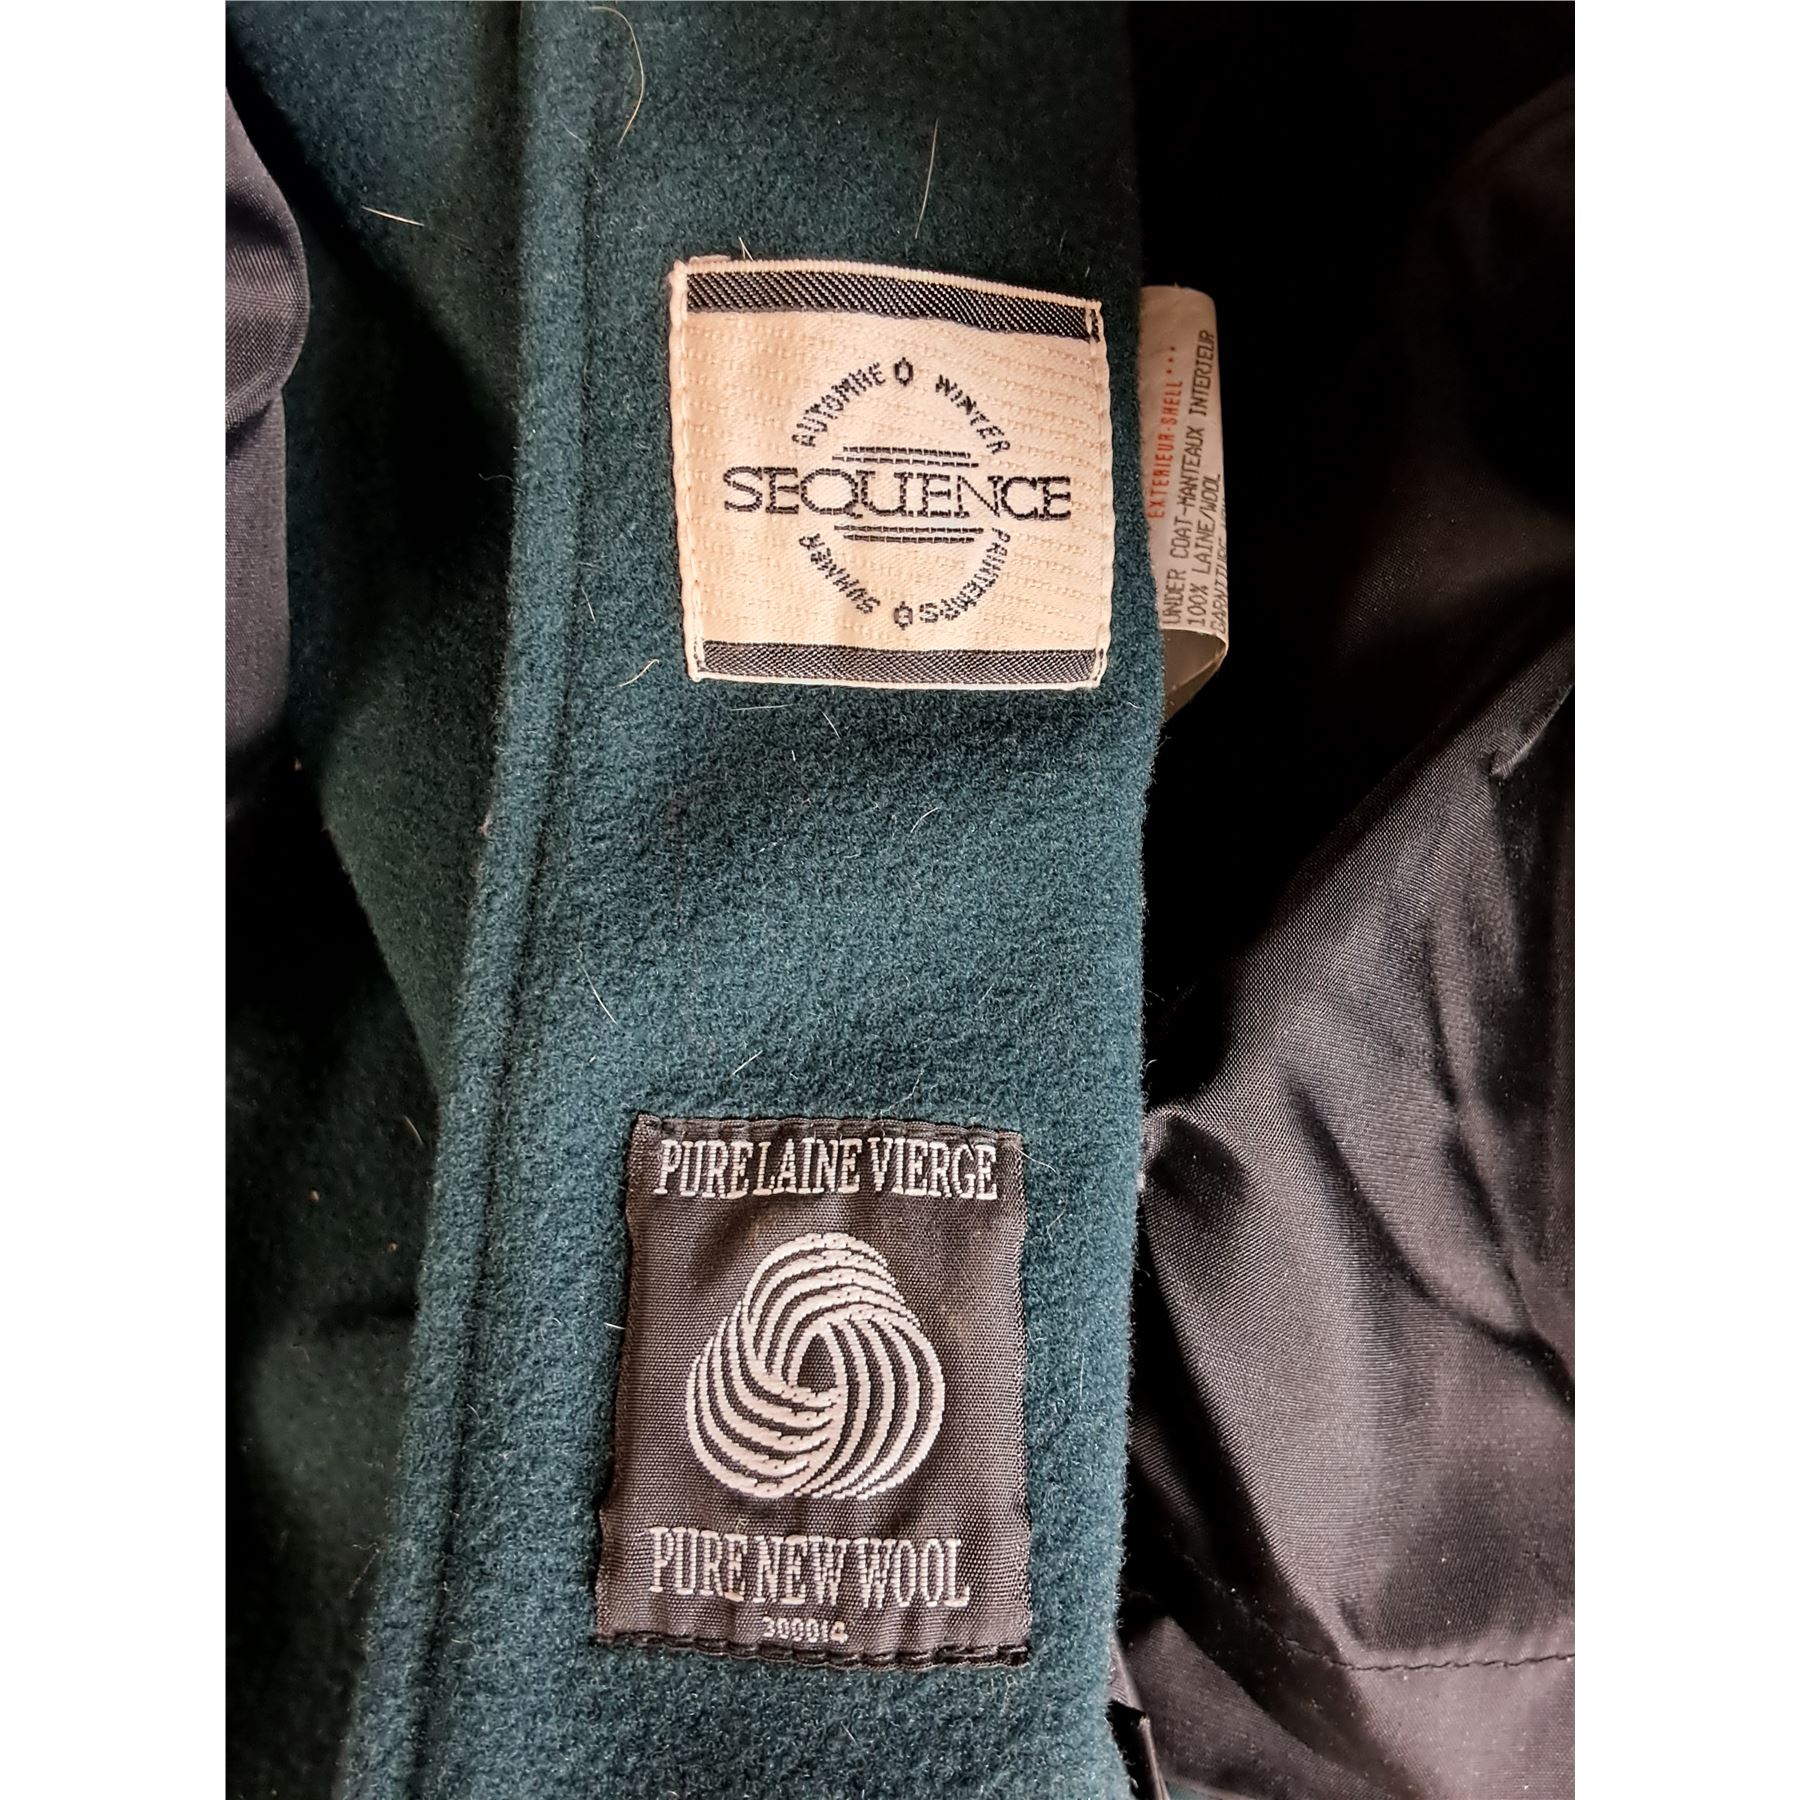 AUTOMNE WINTER
SEQUENCE
SUMMER PRINTEMPS
EXTERIEUR-SHELL***
UNDER COAT-MANTEAUX INTERIEUR
100% LAINE/WOOL
PURE LAINE VIERGE
PURE NEW WOOL